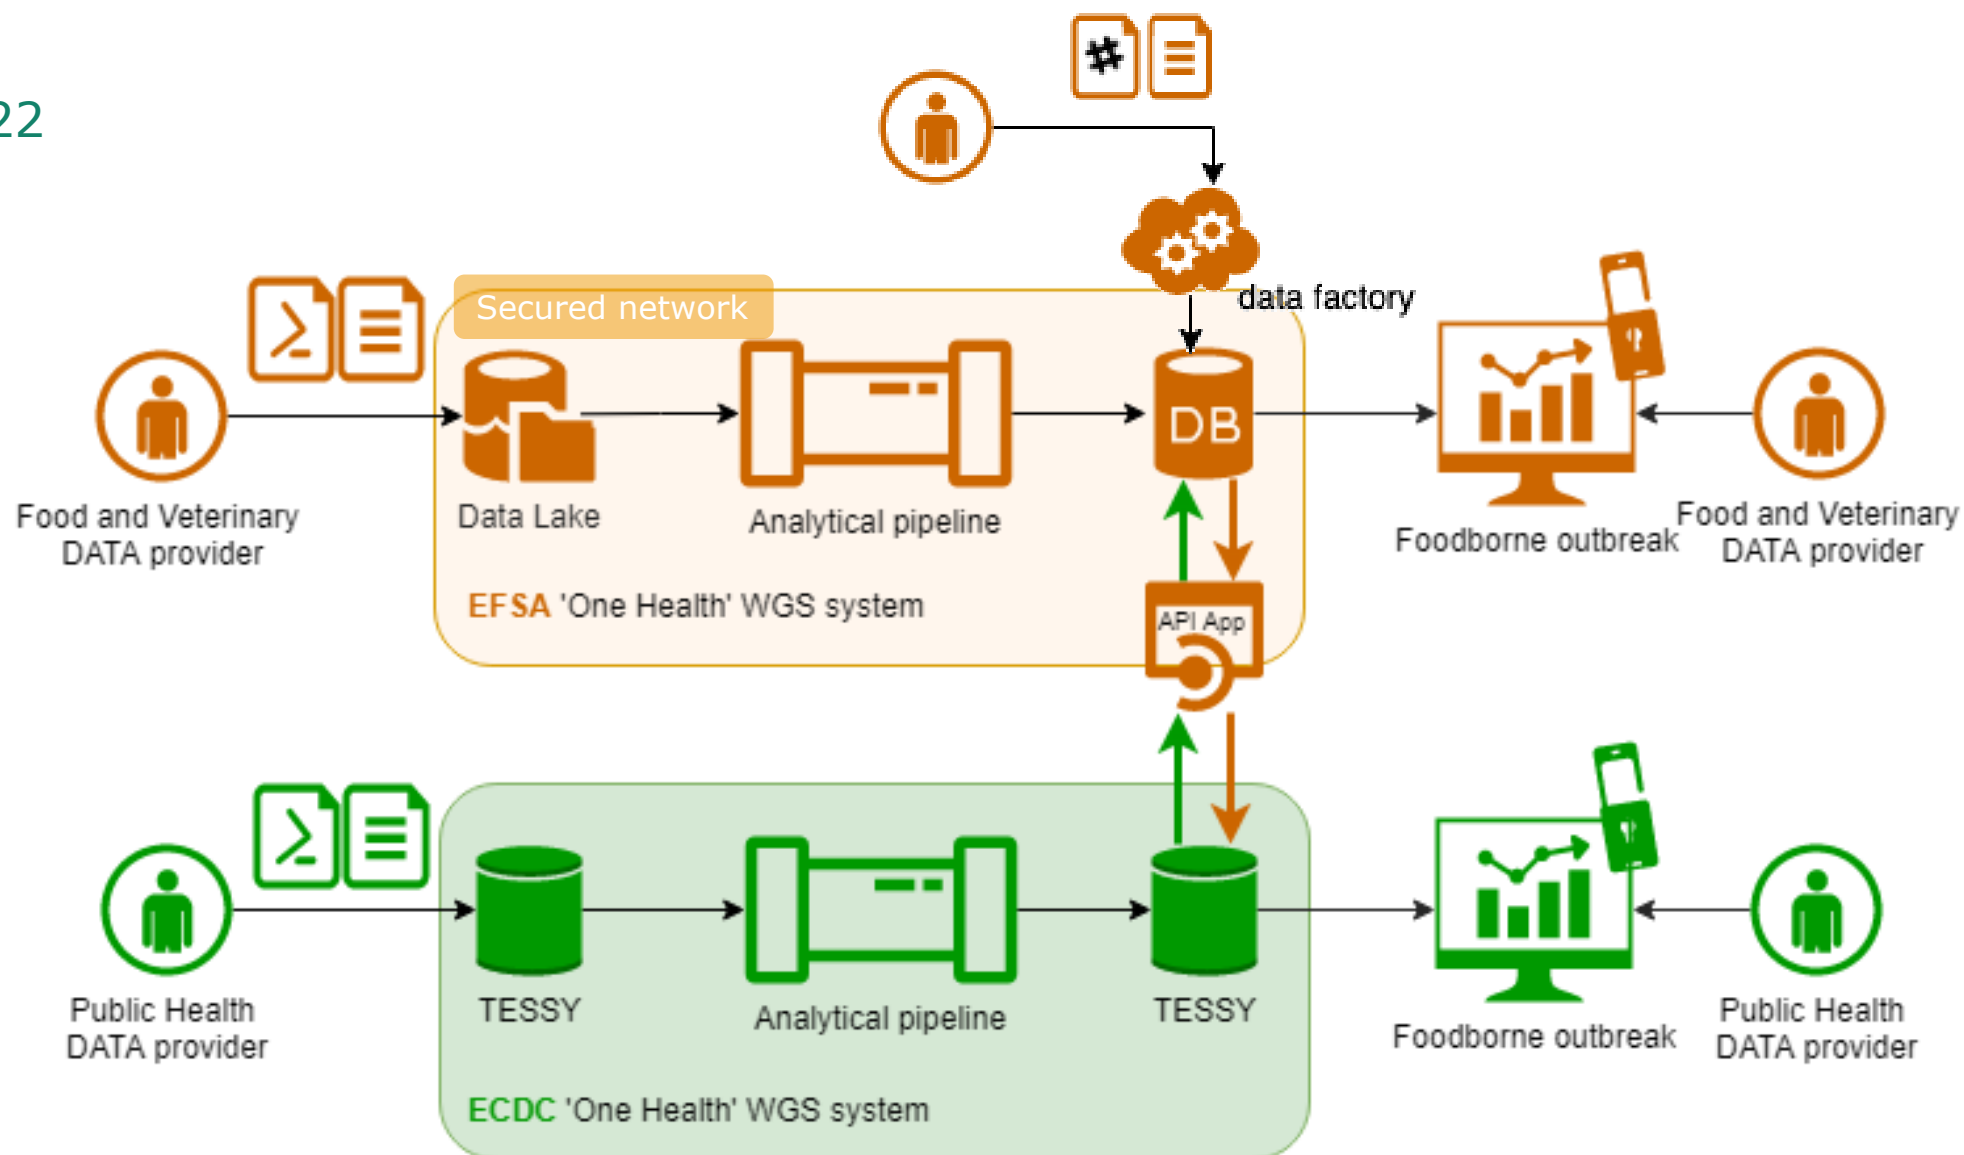 22
data factory
Secured network
DB
Food and Veterinary
DATA provider
Data Lake
Analytical pipeline
Foodborne outbreak
Food and Veterinary
DATA provider
EFSA 'One Health' WGS system
API App
Public Health
DATA provider
TESSY
Analytical pipeline
TESSY
Foodborne outbreak
Public Health
DATA provider
ECDC 'One Health' WGS system